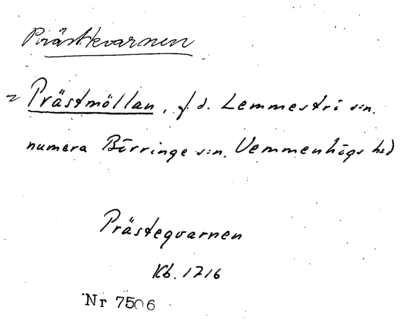 Prästkvarnen
= Prästmöllan, f.d. Lemmeströ s:n.
numera Börringe s:n, Vemmenhögs hd
Prästeqvarnen
Kb. 1716
Nr 7506